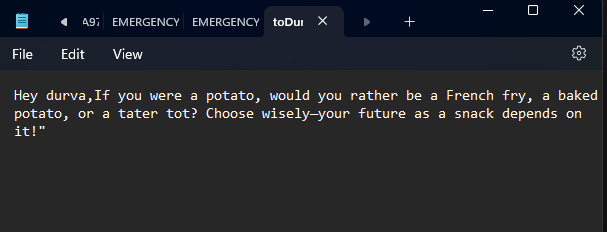 A97
EMERGENCY
EMERGENCY
toDur
File Edit View
Hey durva,If you were a potato, would you rather be a French fry, a baked
potato, or a tater tot? Choose wisely—your future as a snack depends on
it!"